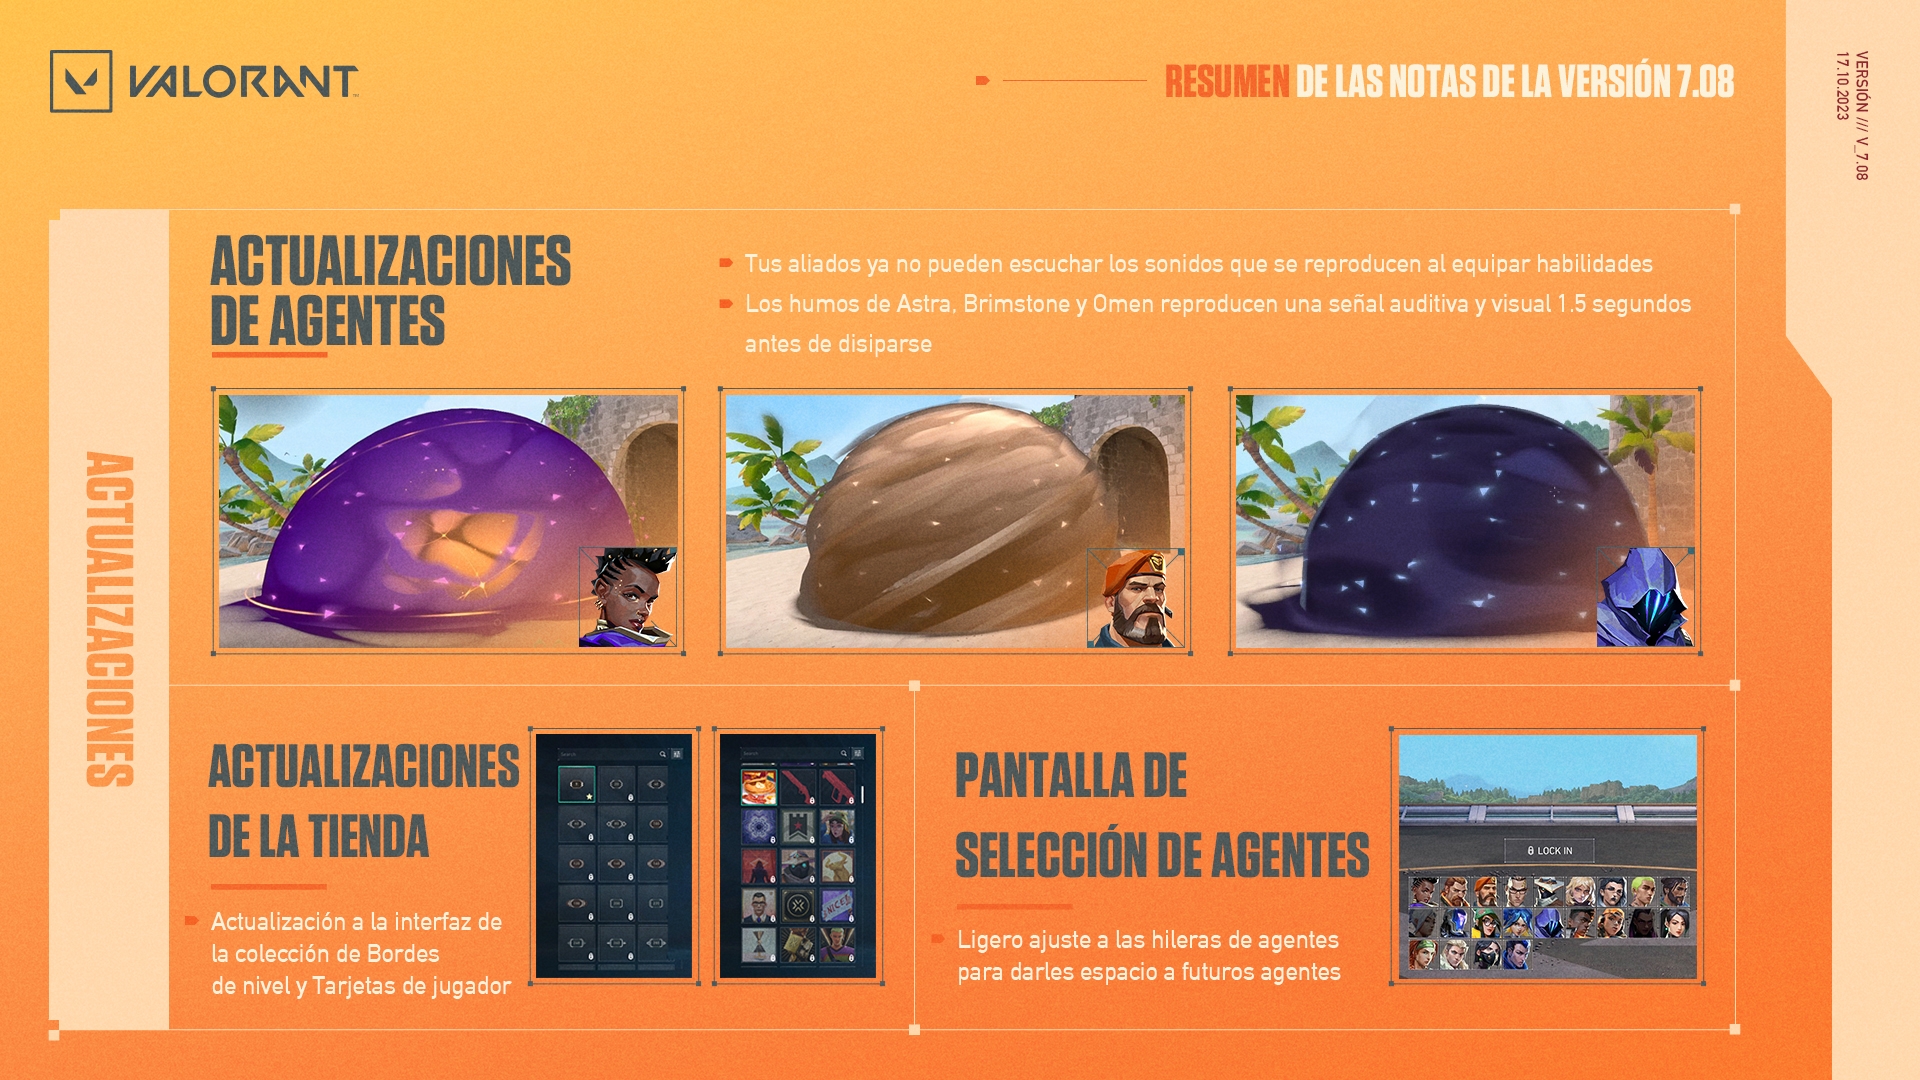 VALORANT
RESUMEN DE LAS NOTAS DE LA VERSIÓN 7.08
VERSIÓN /// V_7.08
17.10.2023
ACTUALIZACIONES
ACTUALIZACIONES
DE AGENTES
Tus aliados ya no pueden escuchar los sonidos que se reproducen al equipar habilidades
Los humos de Astra, Brimstone y Omen reproducen una señal auditiva y visual 1.5 segundos
antes de disiparse
ACTUALIZACIONES
DE LA TIENDA
Actualización a la interfaz de
la colección de Bordes
de nivel y Tarjetas de jugador
Search
Search
NICE!
PANTALLA DE
SELECCIÓN DE AGENTES
Ligero ajuste a las hileras de agentes
para darles espacio a futuros agentes
LOCK IN